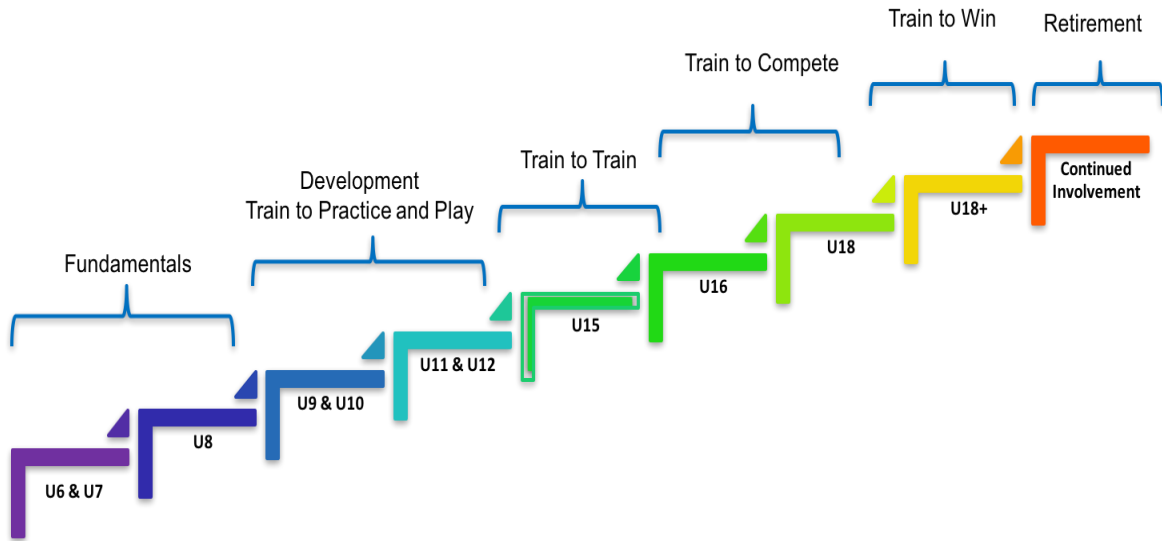 Fundamentals
Development
Train to Practice and Play
Train to Train
Train to Compete
Train to Win
Retirement
U6 & U7
U8
U9 & U10
U11 & U12
U15
U16
U18
U18+
Continued
Involvement